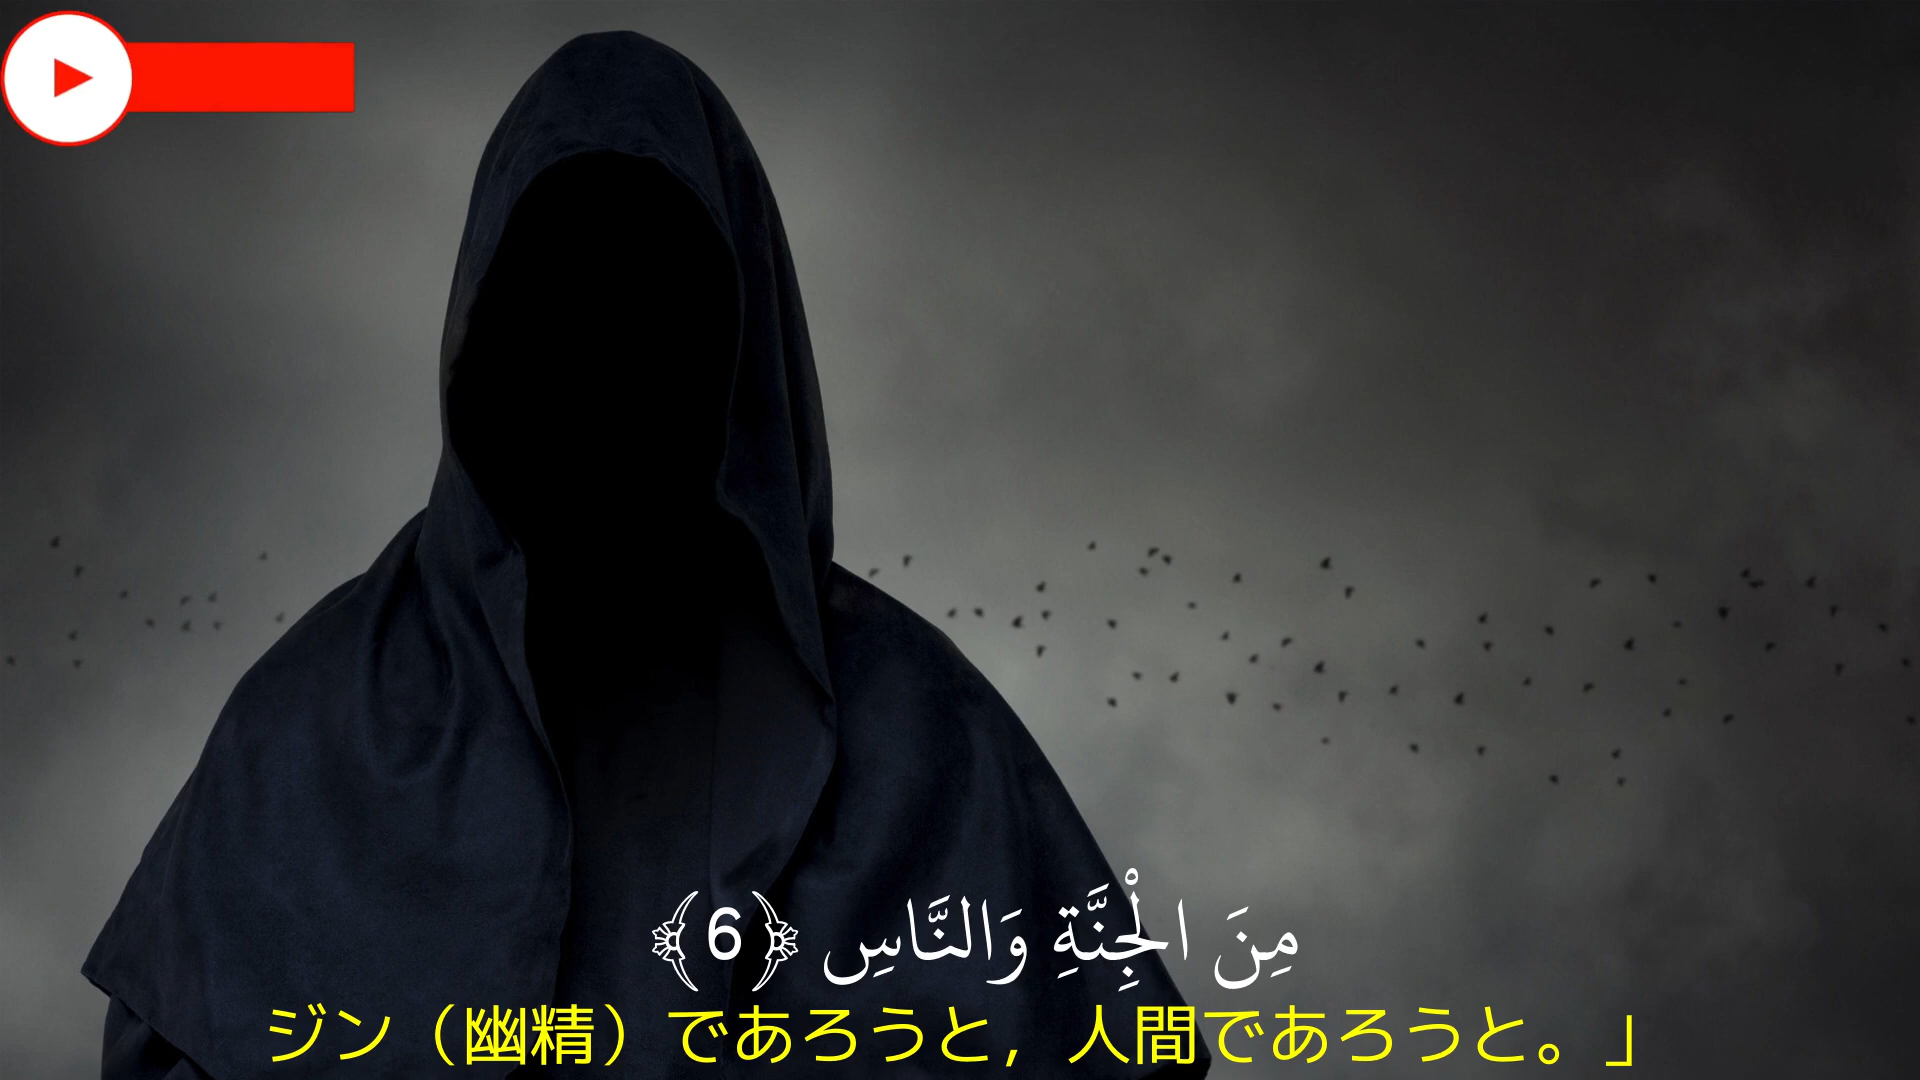 مِنَ الْجِنَّةِ وَالنَّاسِ ﴿6﴾
ジン（幽精）であろうと，人間であろうと。」